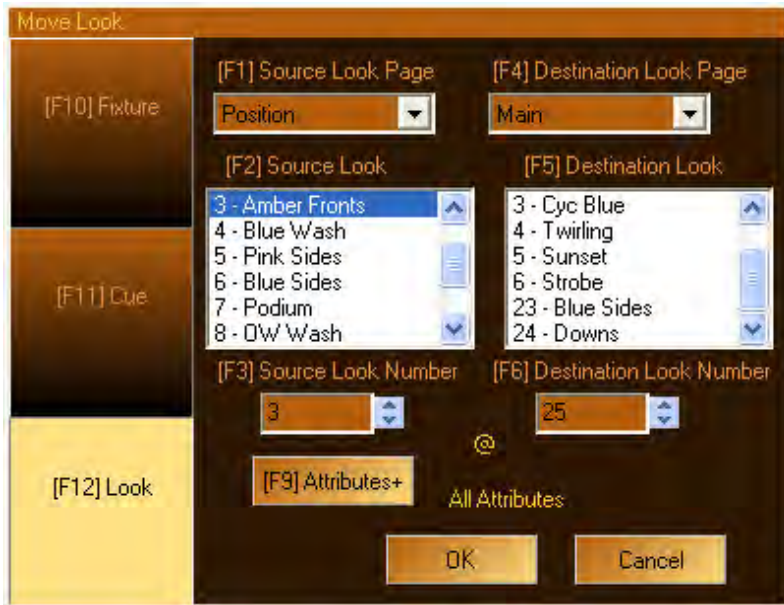 Move Look
[F10] Fixture
[F11] Cue
[F12] Look
[F1] Source Look Page
Position
[F4] Destination Look Page
Main
[F2] Source Look
3 - Amber Fronts
4 - Blue Wash
5 - Pink Sides
6 - Blue Sides
7 - Podium
8 - OW Wash
[F5] Destination Look
3 - Cyc Blue
4 - Twirling
5 - Sunset
6 - Strobe
23 - Blue Sides
24 - Downs
[F3] Source Look Number
3
[F6] Destination Look Number
25
@
[F9] Attributes+
All Attributes
OK
Cancel